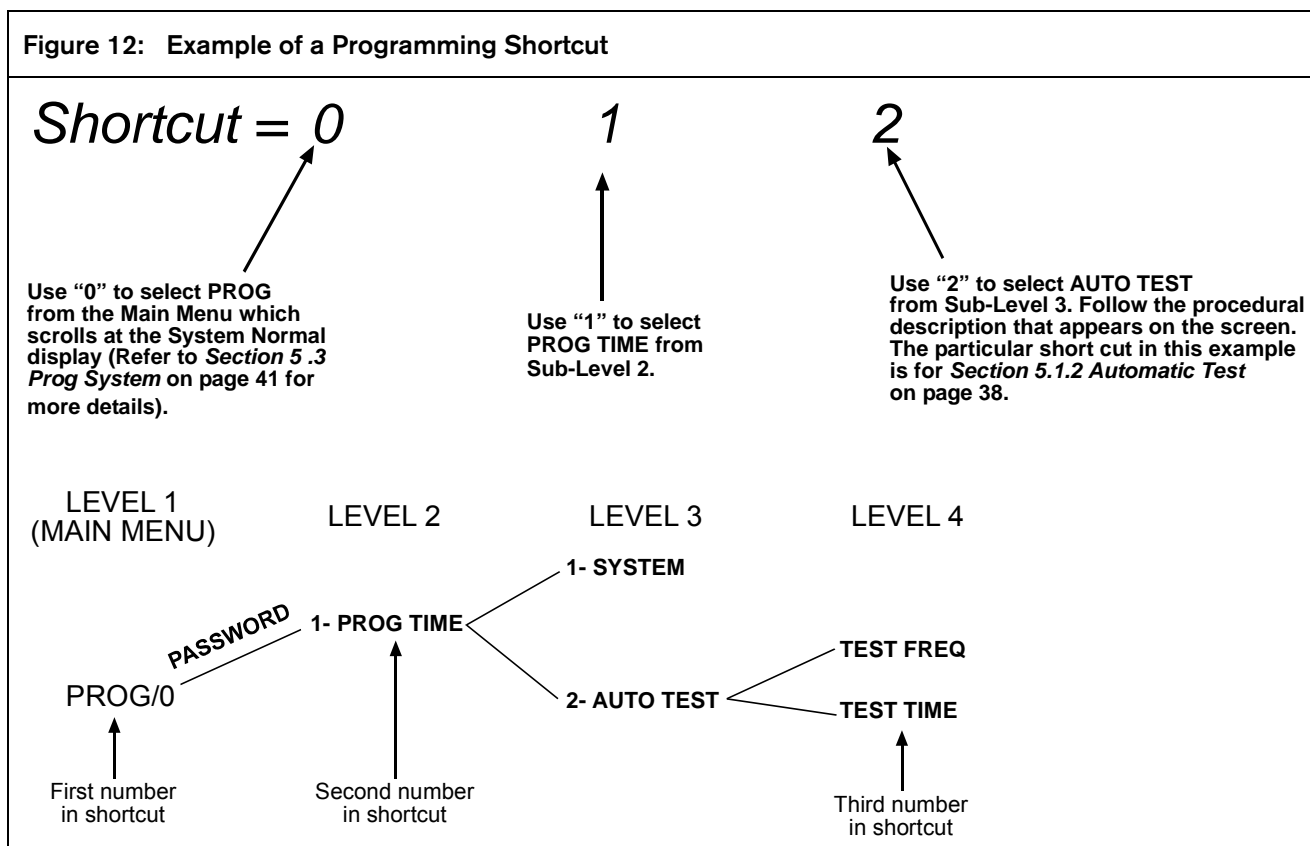 Figure 12: Example of a Programming Shortcut
Shortcut = 0 1 2
Use “0” to select PROG
from the Main Menu which
scrolls at the System Normal
display (Refer to Section 5 .3
Prog System on page 41 for
more details).
Use “1” to select
PROG TIME from
Sub-Level 2.
Use “2” to select AUTO TEST
from Sub-Level 3. Follow the procedural
description that appears on the screen.
The particular short cut in this example
is for Section 5.1.2 Automatic Test
on page 38.
LEVEL 1
(MAIN MENU)
LEVEL 2
LEVEL 3
LEVEL 4
1- SYSTEM
PASSWORD
1- PROG TIME
TEST FREQ
PROG/0
2- AUTO TEST
TEST TIME
First number
in shortcut
Second number
in shortcut
Third number
in shortcut